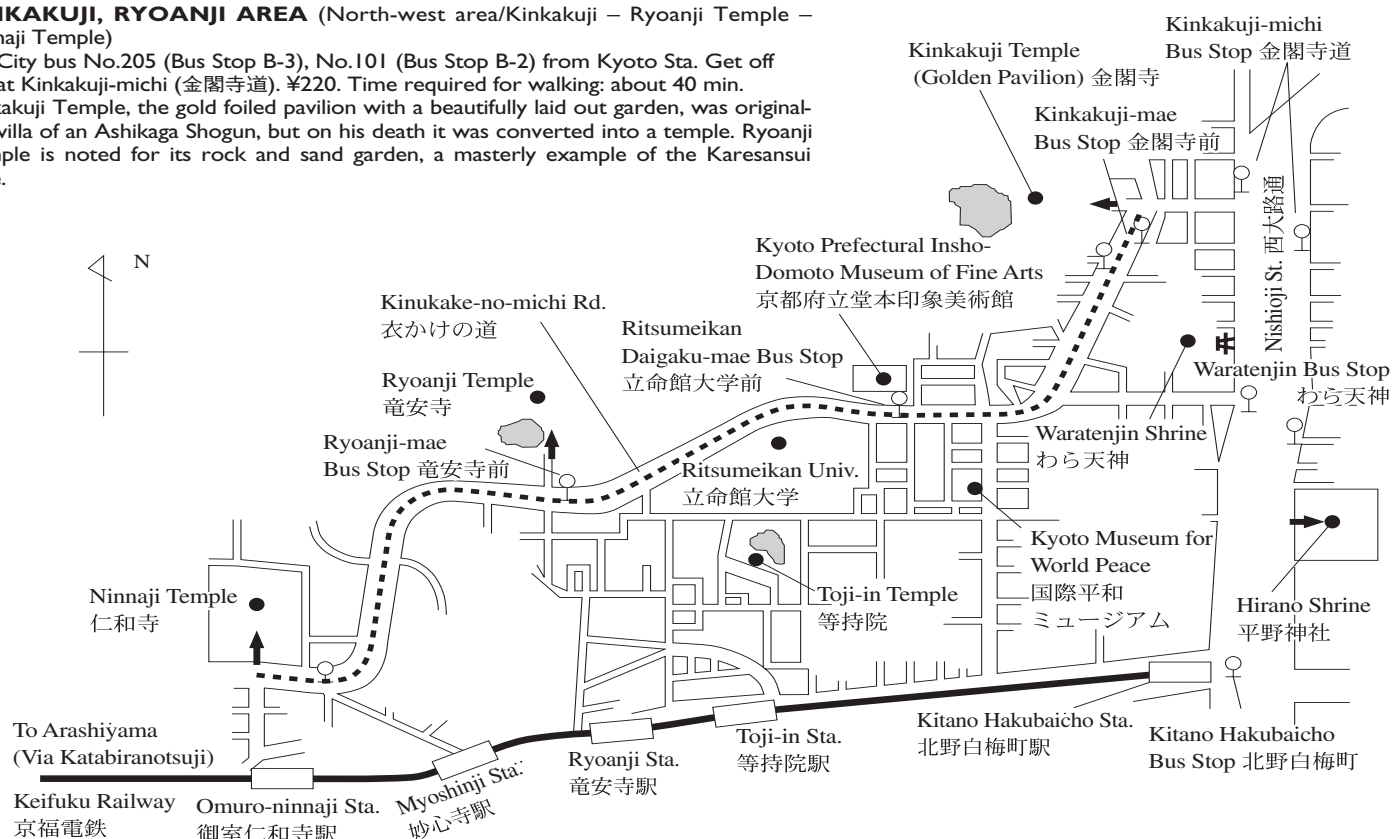 NKAKUJI, RYOANJI AREA (North-west area/Kinkakuji – Ryoanji Temple –
naji Temple)
City bus No.205 (Bus Stop B-3), No.101 (Bus Stop B-2) from Kyoto Sta. Get off
at Kinkakuji-michi (金閣寺道). ¥220. Time required for walking: about 40 min.
kakuji Temple, the gold foiled pavilion with a beautifully laid out garden, was original-
villa of an Ashikaga Shogun, but on his death it was converted into a temple. Ryoanji
mple is noted for its rock and sand garden, a masterly example of the Karesansui
e.
Kinkakuji-michi
Bus Stop 金閣寺道
Kinkakuji Temple
(Golden Pavilion) 金閣寺
Kinkakuji-mae
Bus Stop 金閣寺前
Nishioji St. 西大路通
N
Kyoto Prefectural Insho-
Domoto Museum of Fine Arts
京都府立堂本印象美術館
Kinukake-no-michi Rd.
衣かけの道
Ritsumeikan
Daigaku-mae Bus Stop
立命館大学前
Waratenjin Bus Stop
わら天神
Ryoanji Temple
竜安寺
Ryoanji-mae
Bus Stop 竜安寺前
Waratenjin Shrine
わら天神
Ritsumeikan Univ.
立命館大学
Kyoto Museum for
World Peace
国際平和
ミュージアム
Ninnaji Temple
仁和寺
Toji-in Temple
等持院
Hirano Shrine
平野神社
To Arashiyama
(Via Katabiranotsuji)
Keifuku Railway
京福電鉄
Omuro-ninnaji Sta.
御室仁和寺駅
Myoshinji Sta.
妙心寺駅
Ryoanji Sta.
竜安寺駅
Toji-in Sta.
等持院駅
Kitano Hakubaicho Sta.
北野白梅町駅
Kitano Hakubaicho
Bus Stop 北野白梅町